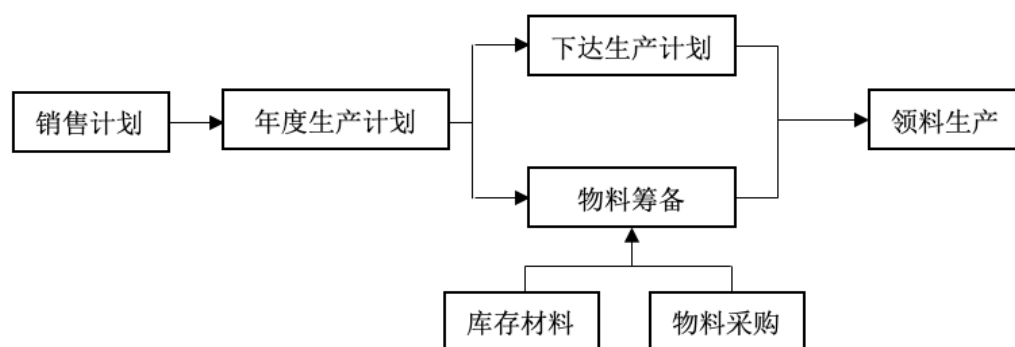 下达生产计划
销售计划
年度生产计划
领料生产
物料筹备
库存材料
物料采购